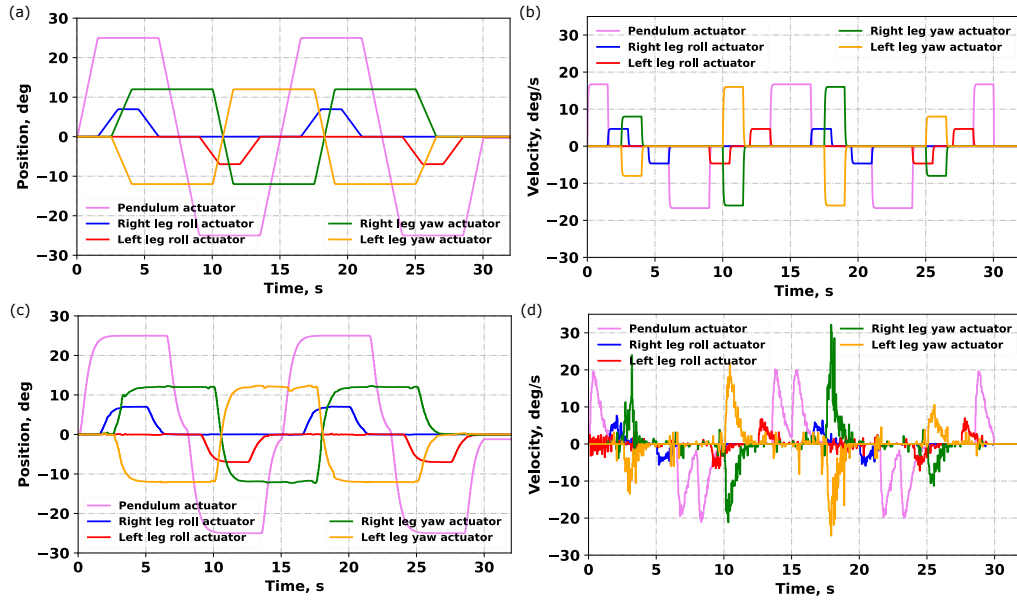 (a)
30
20
10
0
−10
−20
−30
Position, deg
Pendulum actuator
Right leg roll actuator
Left leg roll actuator
Right leg yaw actuator
Left leg yaw actuator
0 5 10 15 20 25 30
Time, s
(b)
30
20
10
0
−10
−20
−30
Velocity, deg/s
Pendulum actuator
Right leg roll actuator
Left leg roll actuator
Right leg yaw actuator
Left leg yaw actuator
0 5 10 15 20 25 30
Time, s
(c)
30
20
10
0
−10
−20
−30
Position, deg
Pendulum actuator
Right leg roll actuator
Left leg roll actuator
Right leg yaw actuator
Left leg yaw actuator
0 5 10 15 20 25 30
Time, s
(d)
30
20
10
0
−10
−20
−30
Velocity, deg/s
Pendulum actuator
Right leg roll actuator
Left leg roll actuator
Right leg yaw actuator
Left leg yaw actuator
0 5 10 15 20 25 30
Time, s